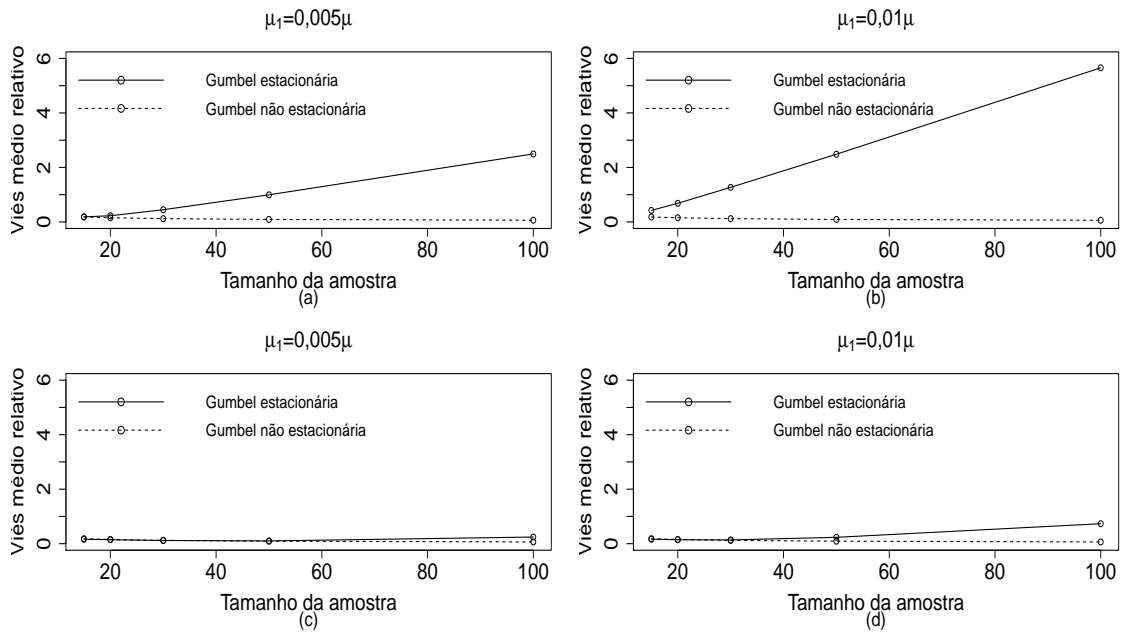 μ₁=0,005μ
Viés médio relativo
0 2 4 6
Gumbel estacionária
Gumbel não estacionária
20 40 60 80 100
Tamanho da amostra
(a)
μ₁=0,01μ
Viés médio relativo
0 2 4 6
Gumbel estacionária
Gumbel não estacionária
20 40 60 80 100
Tamanho da amostra
(b)
μ₁=0,005μ
Viés médio relativo
0 2 4 6
Gumbel estacionária
Gumbel não estacionária
20 40 60 80 100
Tamanho da amostra
(c)
μ₁=0,01μ
Viés médio relativo
0 2 4 6
Gumbel estacionária
Gumbel não estacionária
20 40 60 80 100
Tamanho da amostra
(d)